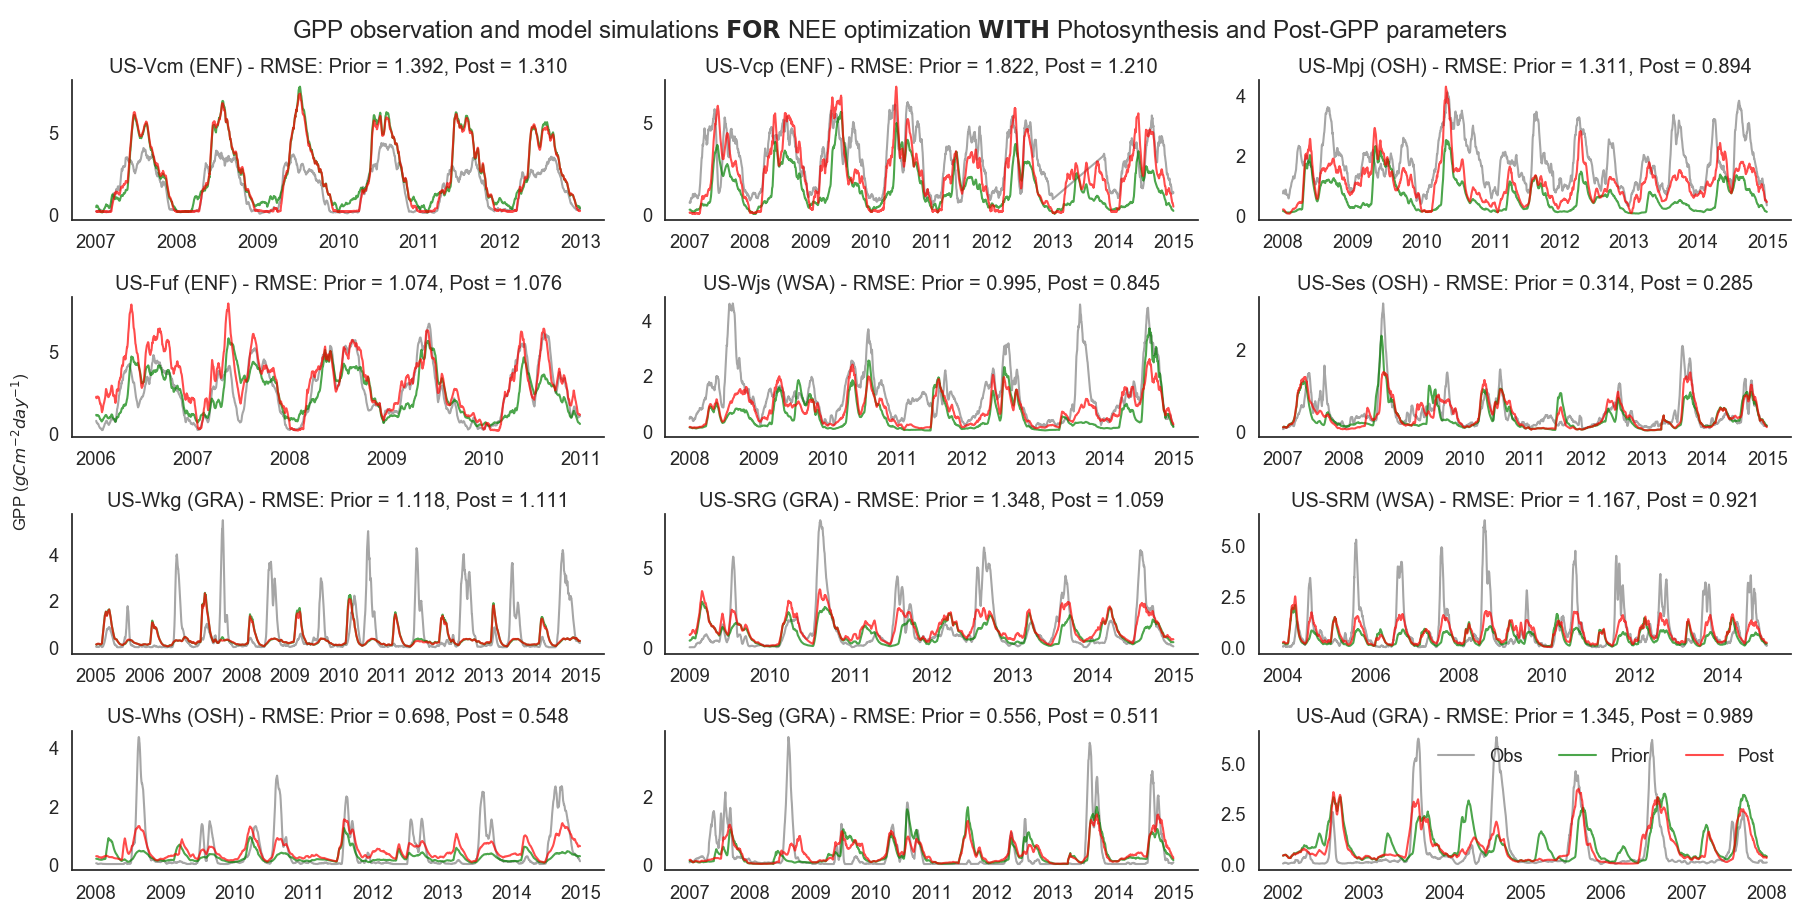 GPP observation and model simulations FOR NEE optimization WITH Photosynthesis and Post-GPP parameters
US-Vcm (ENF) - RMSE: Prior = 1.392, Post = 1.310
5
0
2007 2008 2009 2010 2011 2012 2013
US-Vcp (ENF) - RMSE: Prior = 1.822, Post = 1.210
5
0
2007 2008 2009 2010 2011 2012 2013 2014 2015
US-Mpj (OSH) - RMSE: Prior = 1.311, Post = 0.894
4
2
0
2008 2009 2010 2011 2012 2013 2014 2015
GPP (gCm⁻²day⁻¹)
US-Fuf (ENF) - RMSE: Prior = 1.074, Post = 1.076
5
0
2006 2007 2008 2009 2010 2011
US-Wjs (WSA) - RMSE: Prior = 0.995, Post = 0.845
4
2
0
2008 2009 2010 2011 2012 2013 2014 2015
US-Ses (OSH) - RMSE: Prior = 0.314, Post = 0.285
2
0
2007 2008 2009 2010 2011 2012 2013 2014 2015
US-Wkg (GRA) - RMSE: Prior = 1.118, Post = 1.111
4
2
0
2005 2006 2007 2008 2009 2010 2011 2012 2013 2014 2015
US-SRG (GRA) - RMSE: Prior = 1.348, Post = 1.059
5
0
2009 2010 2011 2012 2013 2014 2015
US-SRM (WSA) - RMSE: Prior = 1.167, Post = 0.921
5.0
2.5
0.0
2004 2006 2008 2010 2012 2014
US-Whs (OSH) - RMSE: Prior = 0.698, Post = 0.548
4
2
0
2008 2009 2010 2011 2012 2013 2014 2015
US-Seg (GRA) - RMSE: Prior = 0.556, Post = 0.511
2
0
2007 2008 2009 2010 2011 2012 2013 2014 2015
US-Aud (GRA) - RMSE: Prior = 1.345, Post = 0.989
Obs Prior Post
5.0
2.5
0.0
2002 2003 2004 2005 2006 2007 2008